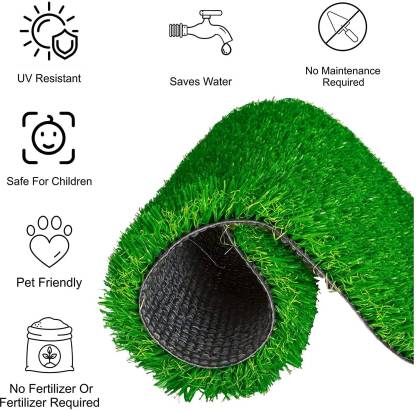 UV Resistant
Saves Water
No Maintenance
Required
Safe For Children
Pet Friendly
No Fertilizer Or
Fertilizer Required